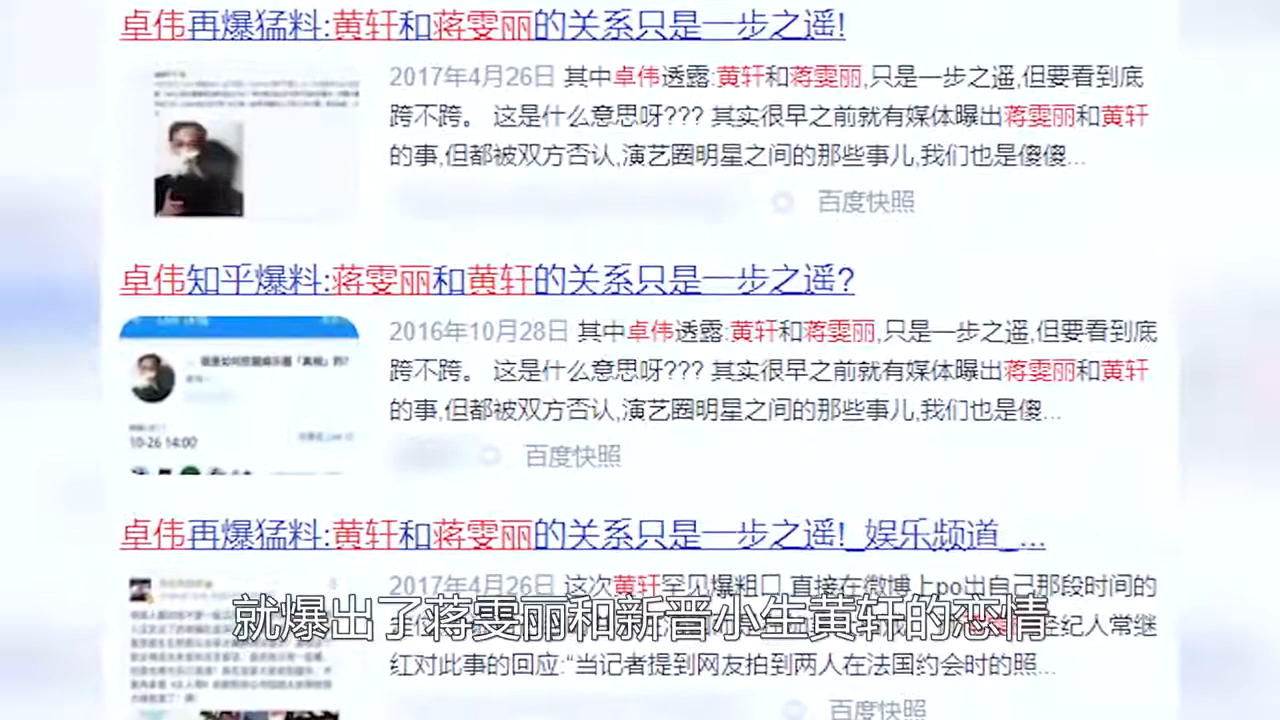 卓伟再爆猛料:黄轩和蒋雯丽的关系只是一步之遥!
2017年4月26日 其中卓伟透露:黄轩和蒋雯丽,只是一步之遥,但要看到底
跨不跨。 这是什么意思呀??? 其实很早之前就有媒体曝出蒋雯丽和黄轩
的事,但都被双方否认,演艺圈明星之间的那些事儿,我们也是傻傻...
百度快照
卓伟知乎爆料:蒋雯丽和黄轩的关系只是一步之遥?
2016年10月28日 其中卓伟透露:黄轩和蒋雯丽,只是一步之遥,但要看到底
跨不跨。 这是什么意思呀??? 其实很早之前就有媒体曝出蒋雯丽和黄轩
的事,但都被双方否认,演艺圈明星之间的那些事儿,我们也是傻...
10-26 14:00
百度快照
卓伟再爆猛料:黄轩和蒋雯丽的关系只是一步之遥!_娱乐频道_...
2017年4月26日 这次黄轩罕见爆粗口,直接在微博上po出自己那段时间的
就爆出了蒋雯丽和新晋小生黄轩的恋情
经纪人常继
红对此事的回应:“当记者提到网友拍到两人在法国约会时的照...
百度快照